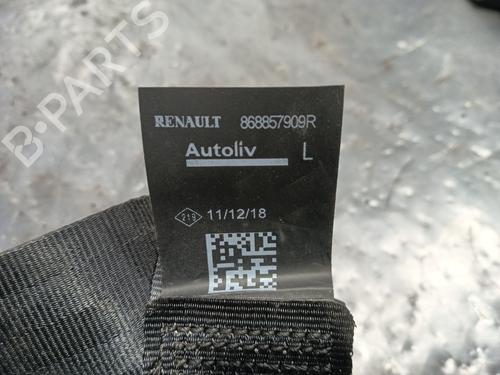 RENAULT 868857909R
Autoliv L
219 11/12/18
B-PARTS